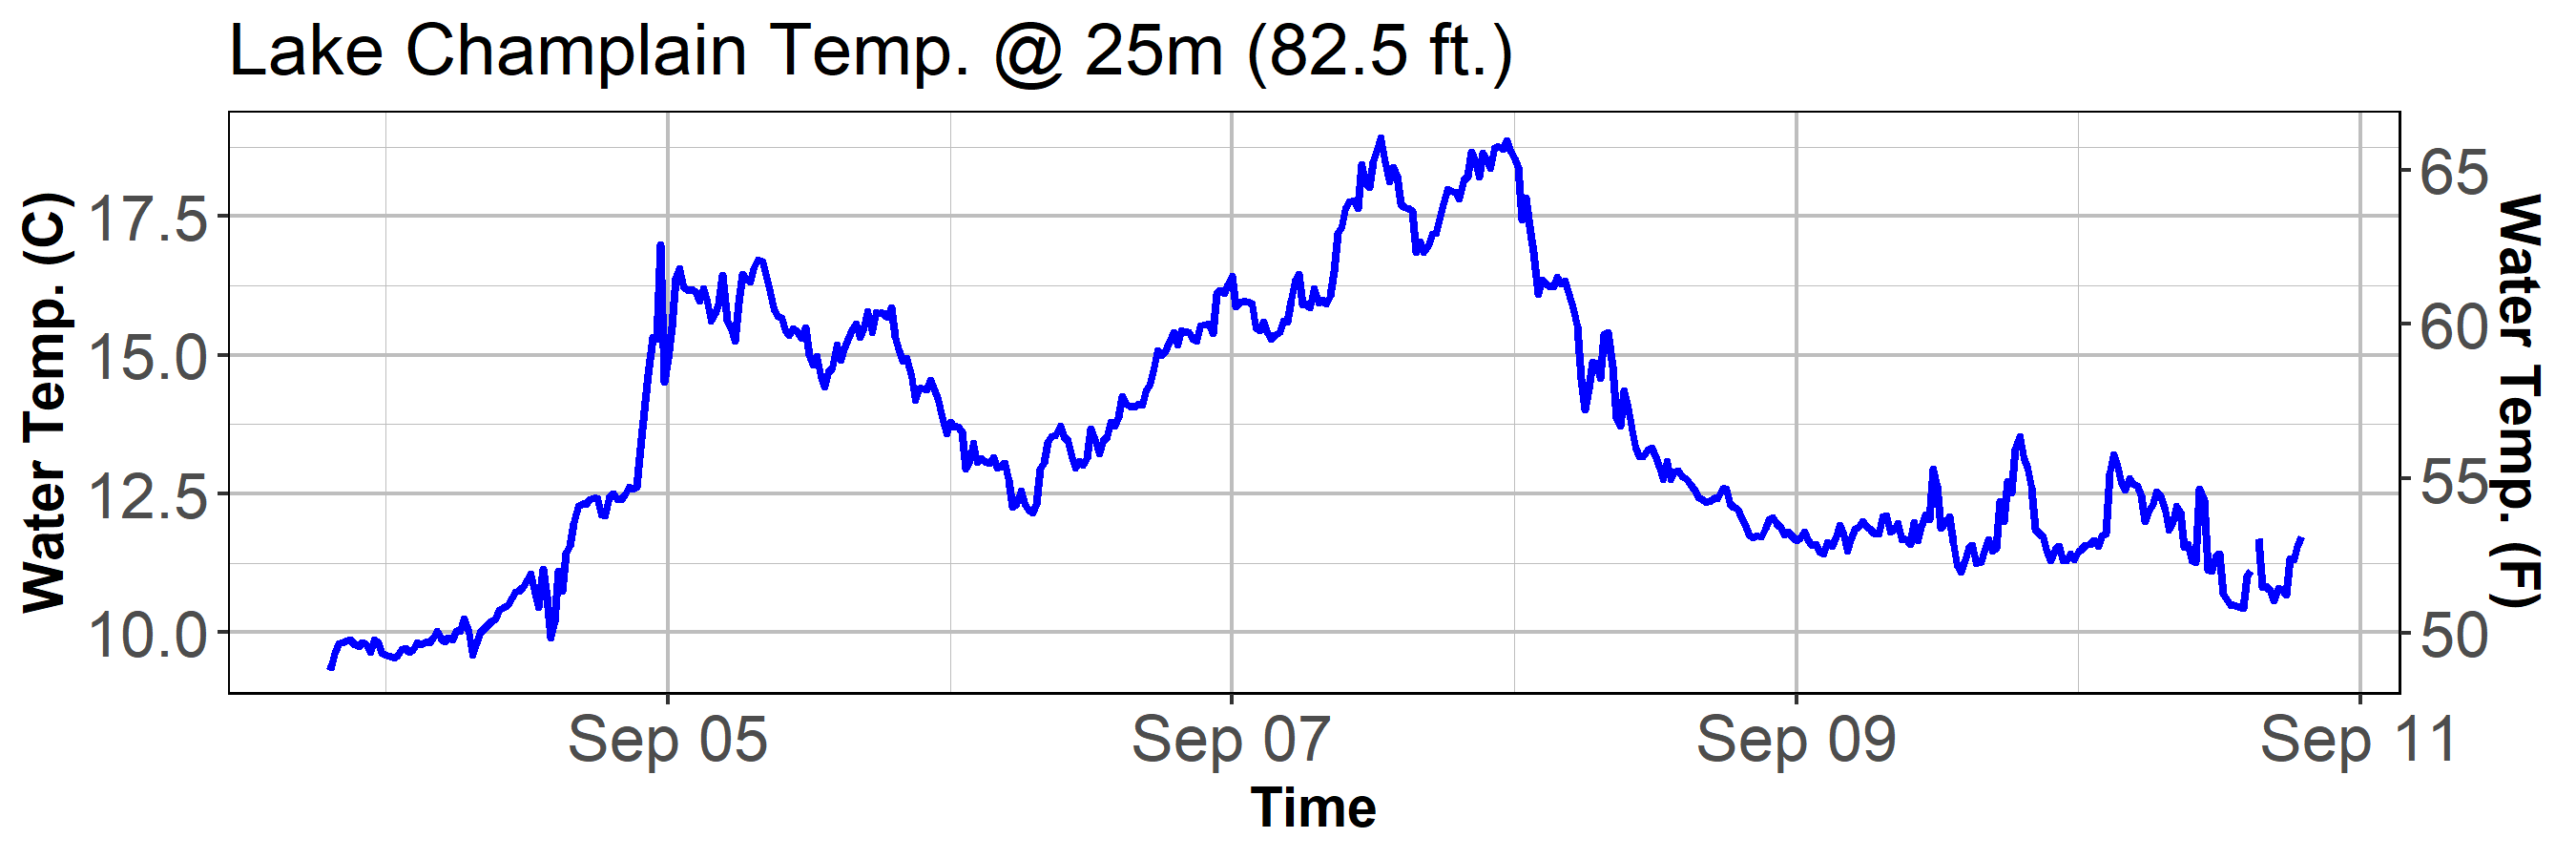 Lake Champlain Temp. @ 25m (82.5 ft.)
Water Temp. (C)
17.5
15.0
12.5
10.0
65
60
55
50
Water Temp. (F)
Sep 05 Sep 07 Sep 09 Sep 11
Time